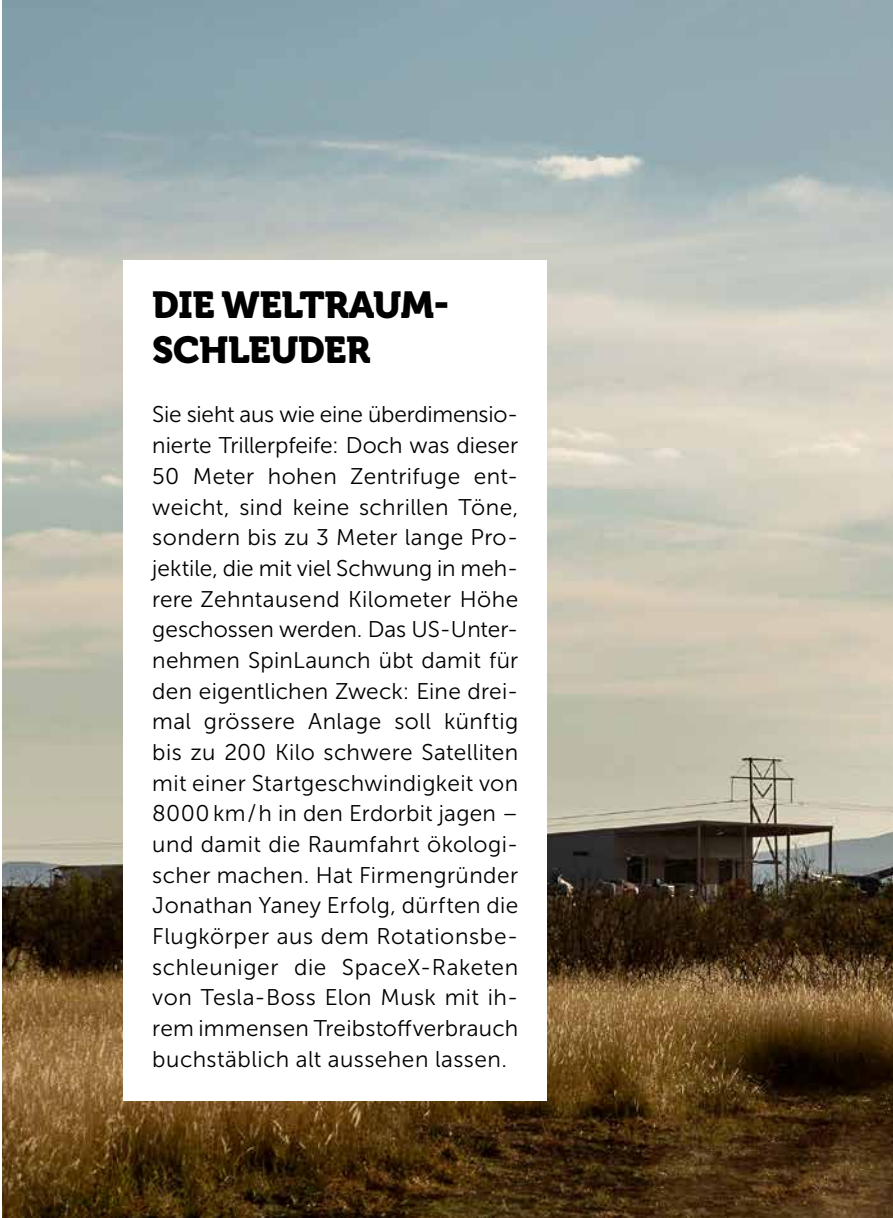 DIE WELTRAUM-
SCHLEUDER
Sie sieht aus wie eine überdimensio-
nierte Trillerpfeife: Doch was dieser
50 Meter hohen Zentrifuge ent-
weicht, sind keine schrillen Töne,
sondern bis zu 3 Meter lange Pro-
jektile, die mit viel Schwung in meh-
rere Zehntausend Kilometer Höhe
geschossen werden. Das US-Unter-
nehmen SpinLaunch übt damit für
den eigentlichen Zweck: Eine drei-
mal grössere Anlage soll künftig
bis zu 200 Kilo schwere Satelliten
mit einer Startgeschwindigkeit von
8000 km/h in den Erdorbit jagen –
und damit die Raumfahrt ökologi-
scher machen. Hat Firmengründer
Jonathan Yaney Erfolg, dürften die
Flugkörper aus dem Rotationsbe-
schleuniger die SpaceX-Raketen
von Tesla-Boss Elon Musk mit ih-
rem immensen Treibstoffverbrauch
buchstäblich alt aussehen lassen.